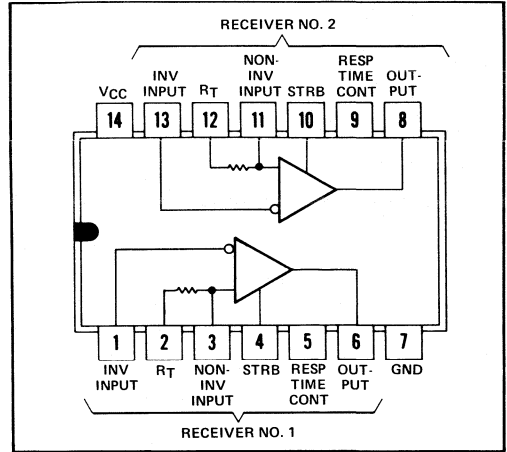 RECEIVER NO. 2
VCC
INV INPUT
RT
NON-INV INPUT
STRB
RESP TIME CONT
OUT-PUT
14 13 12 11 10 9 8
1 2 3 4 5 6 7
INV INPUT
RT
NON-INV INPUT
STRB
RESP TIME CONT
OUT-PUT
GND
RECEIVER NO. 1